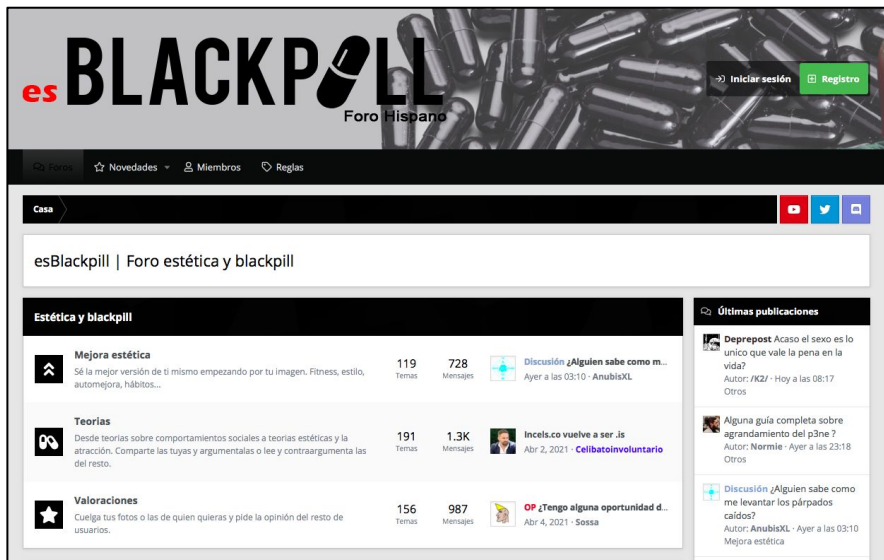 es BLACKPILL
Foro Hispano
Iniciar sesión
Registro
Foros
Novedades
Miembros
Reglas
Casa
esBlackpill | Foro estética y blackpill
Estética y blackpill
Mejora estética
Sé la mejor versión de ti mismo empezando por tu imagen. Fitness, estilo,
automejora, hábitos...
119
Temas
728
Mensajes
Discusión ¿Alguien sabe como m...
Ayer a las 03:10 · AnubisXL
Teorias
Desde teorias sobre comportamientos sociales a teorias estéticas y la
atracción. Comparte las tuyas y argumentalas o lee y contraargumenta las
del resto.
191
Temas
1.3K
Mensajes
Incels.co vuelve a ser .is
Abr 2, 2021 · Celibatoinvoluntario
Valoraciones
Cuelga tus fotos o las de quien quieras y pide la opinión del resto de
usuarios.
156
Temas
987
Mensajes
OP ¿Tengo alguna oportunidad d...
Abr 4, 2021 · Sossa
Últimas publicaciones
Deprepost Acaso el sexo es lo
unico que vale la pena en la
vida?
Autor: /K2/ · Hoy a las 08:17
Otros
Alguna guía completa sobre
agrandamiento del p3ne ?
Autor: Normie · Ayer a las 23:18
Otros
Discusión ¿Alguien sabe como
me levantar los párpados
caídos?
Autor: AnubisXL · Ayer a las 03:10
Mejora estética